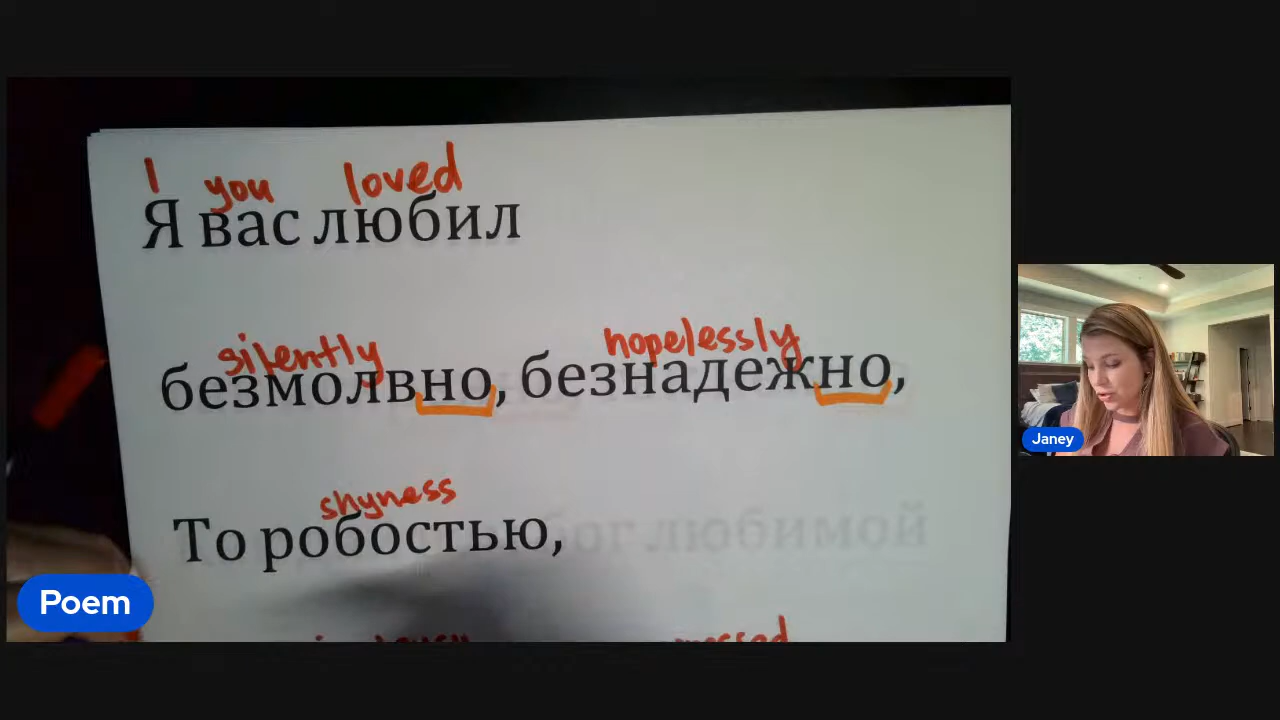 I you loved
Я вас любил
silently hopelessly
безмолвно, безнадежно,
shyness
То робостью,
Poem
Janey